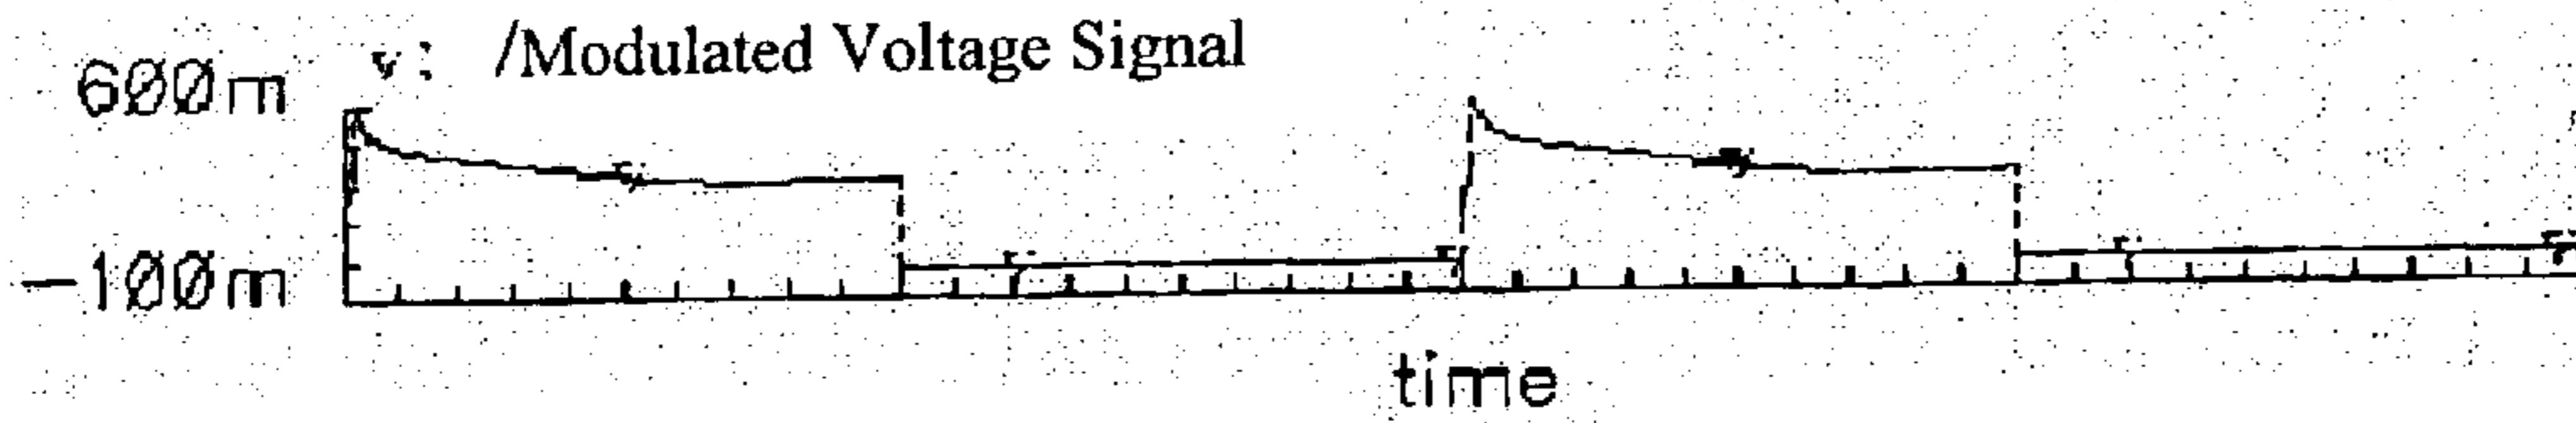 v: /Modulated Voltage Signal
600m
-100m
time